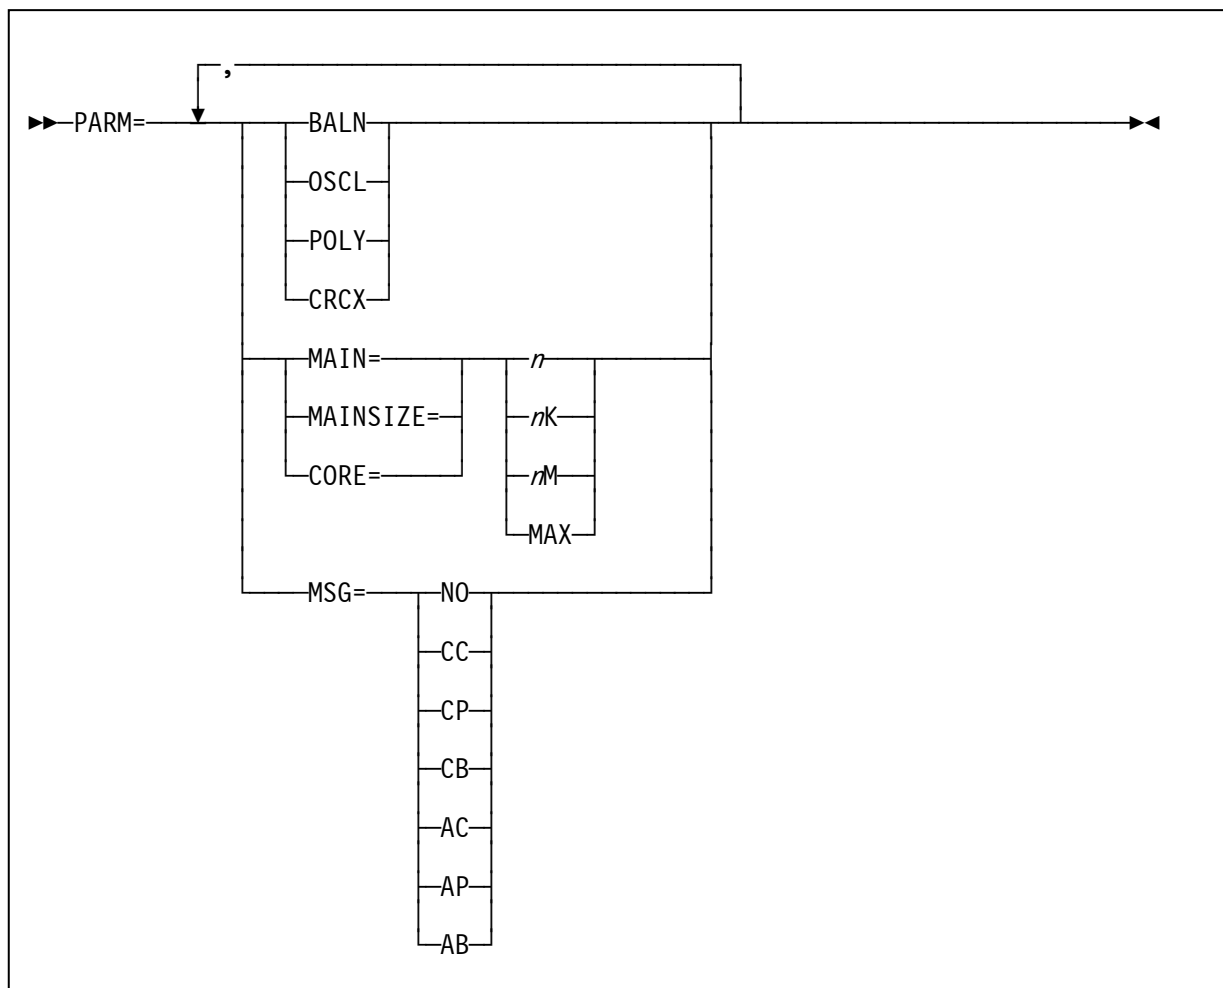 ,
PARM= BALN
OSCL
POLY
CRCX
MAIN= n
MAINSIZE= nK
CORE= nM
MAX
MSG= NO
CC
CP
CB
AC
AP
AB